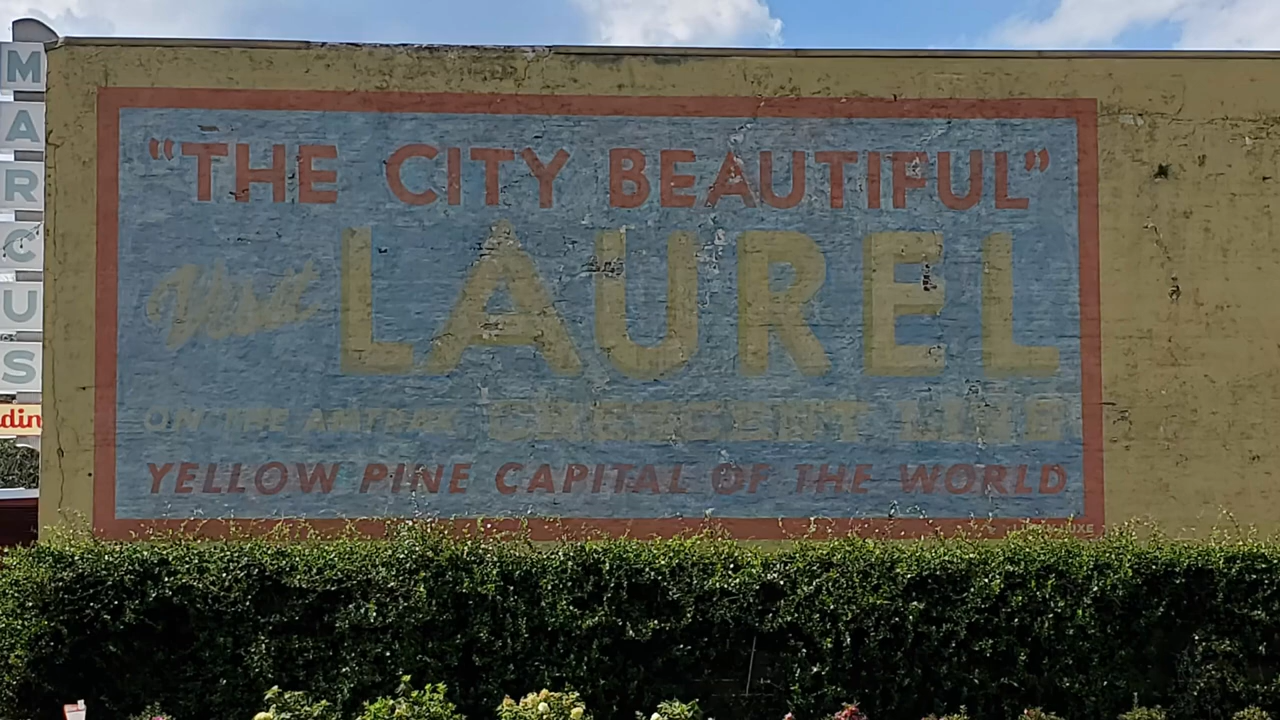 MARCUS
"THE CITY BEAUTIFUL"
Visit LAUREL
ON THE AMTRAK CRESCENT LINE
YELLOW PINE CAPITAL OF THE WORLD